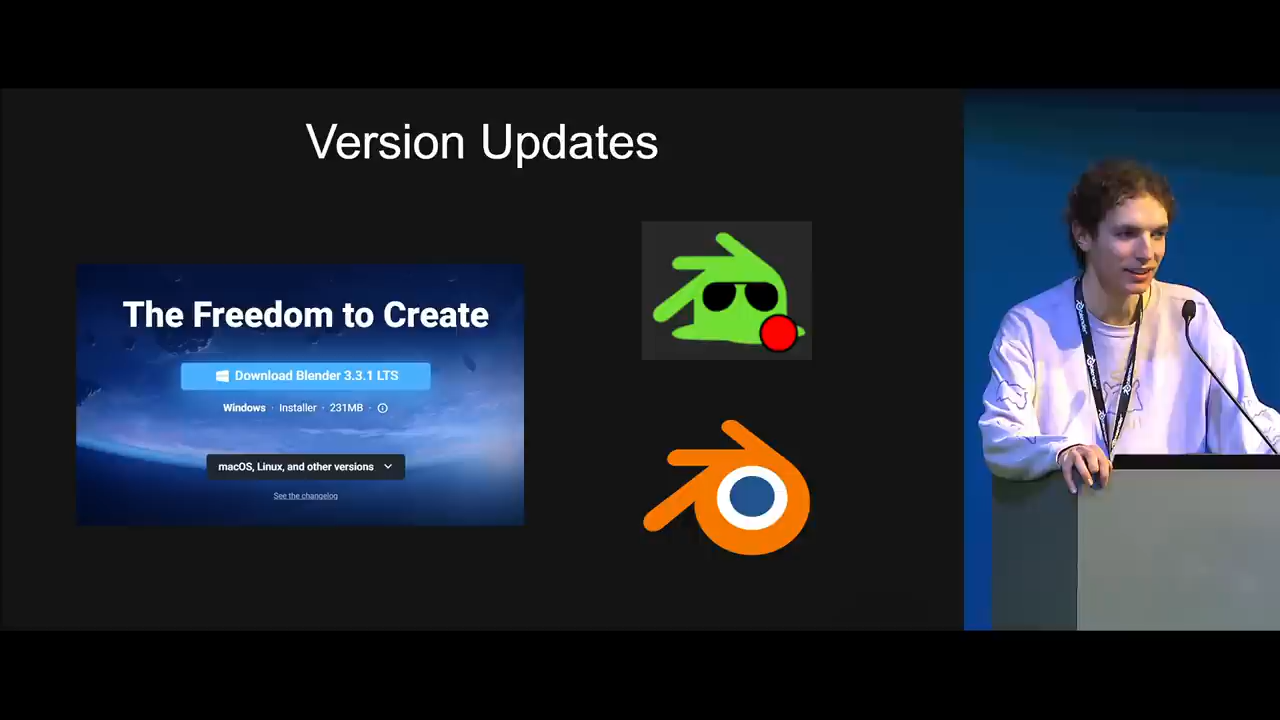 Version Updates
The Freedom to Create
Download Blender 3.3.1 LTS
Windows · Installer · 231MB ·
macOS, Linux, and other versions
See the changelog
blender